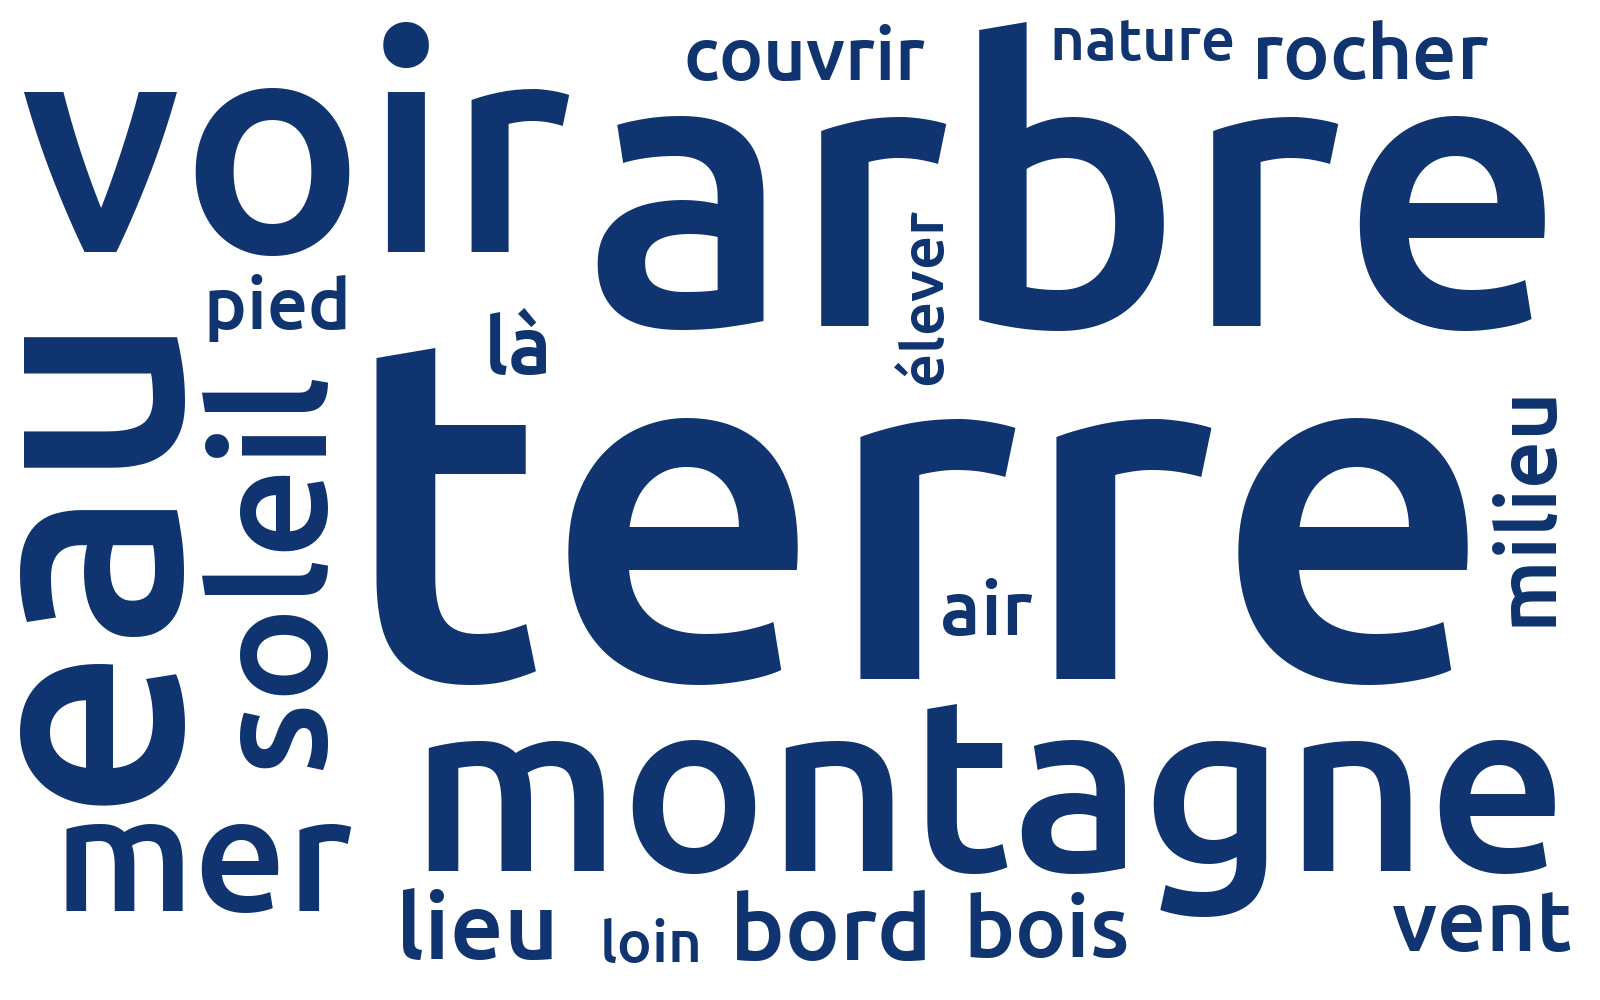 couvrir
nature
rocher
voir
arbre
pied
là
élever
eau
soleil
terre
air
milieu
montagne
mer
lieu
loin
bord
bois
vent